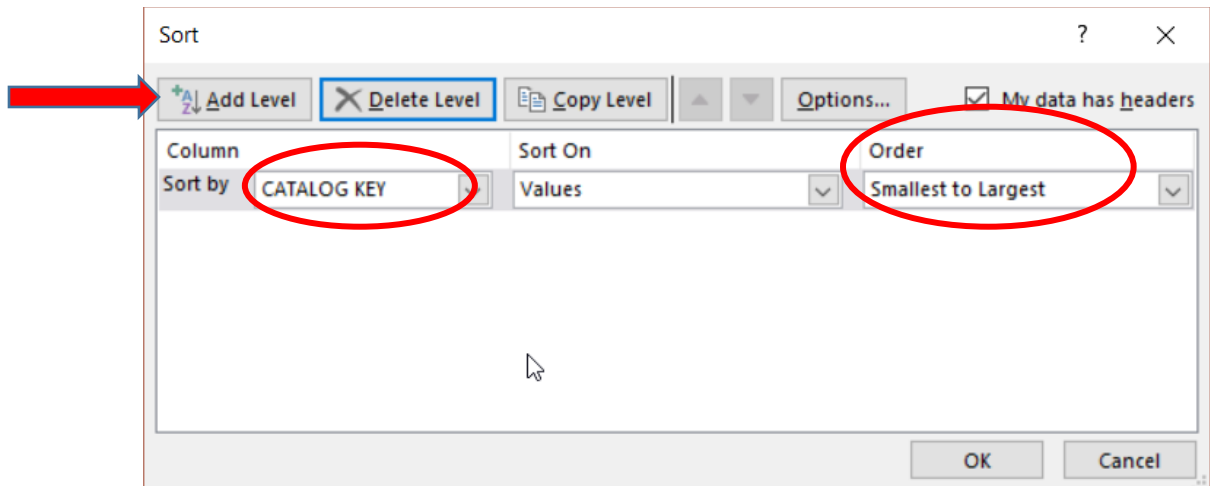 Sort ?
Add Level Delete Level Copy Level Options... My data has headers
Column Sort On Order
Sort by CATALOG KEY Values Smallest to Largest
OK Cancel